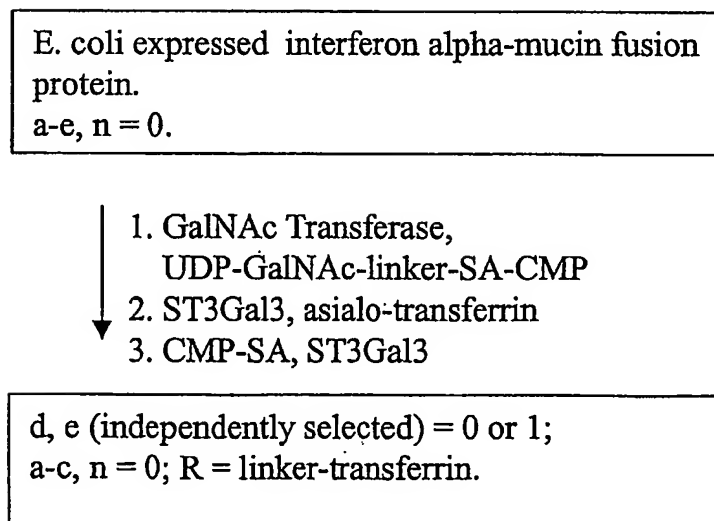 E. coli expressed interferon alpha-mucin fusion
protein.
a-e, n = 0.
1. GalNAc Transferase,
UDP-GalNAc-linker-SA-CMP
2. ST3Gal3, asialo-transferrin
3. CMP-SA, ST3Gal3
d, e (independently selected) = 0 or 1;
a-c, n = 0; R = linker-transferrin.